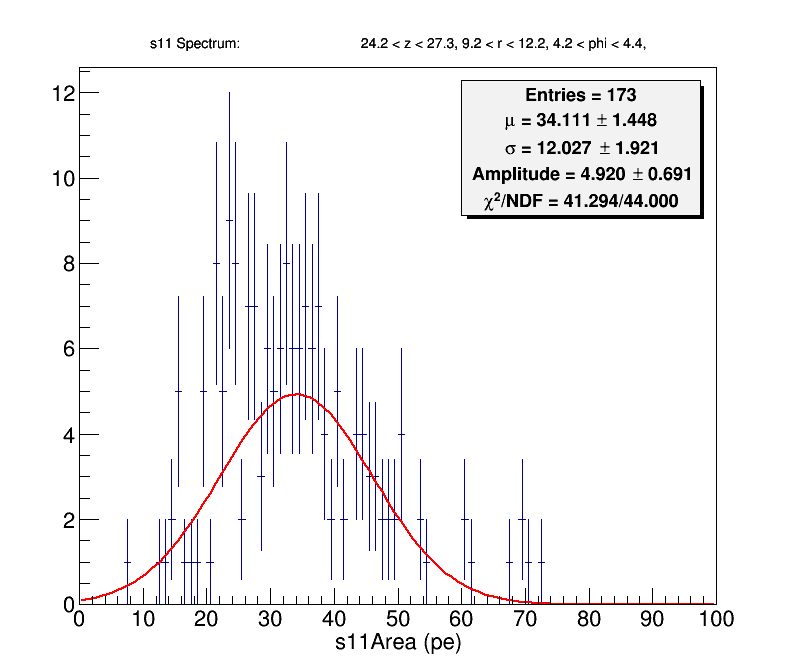 s11 Spectrum: 24.2 < z < 27.3, 9.2 < r < 12.2, 4.2 < phi < 4.4,
Entries = 173
μ = 34.111 ± 1.448
σ = 12.027 ± 1.921
Amplitude = 4.920 ± 0.691
χ²/NDF = 41.294/44.000
12
10
8
6
4
2
0
0 10 20 30 40 50 60 70 80 90 100
s11Area (pe)